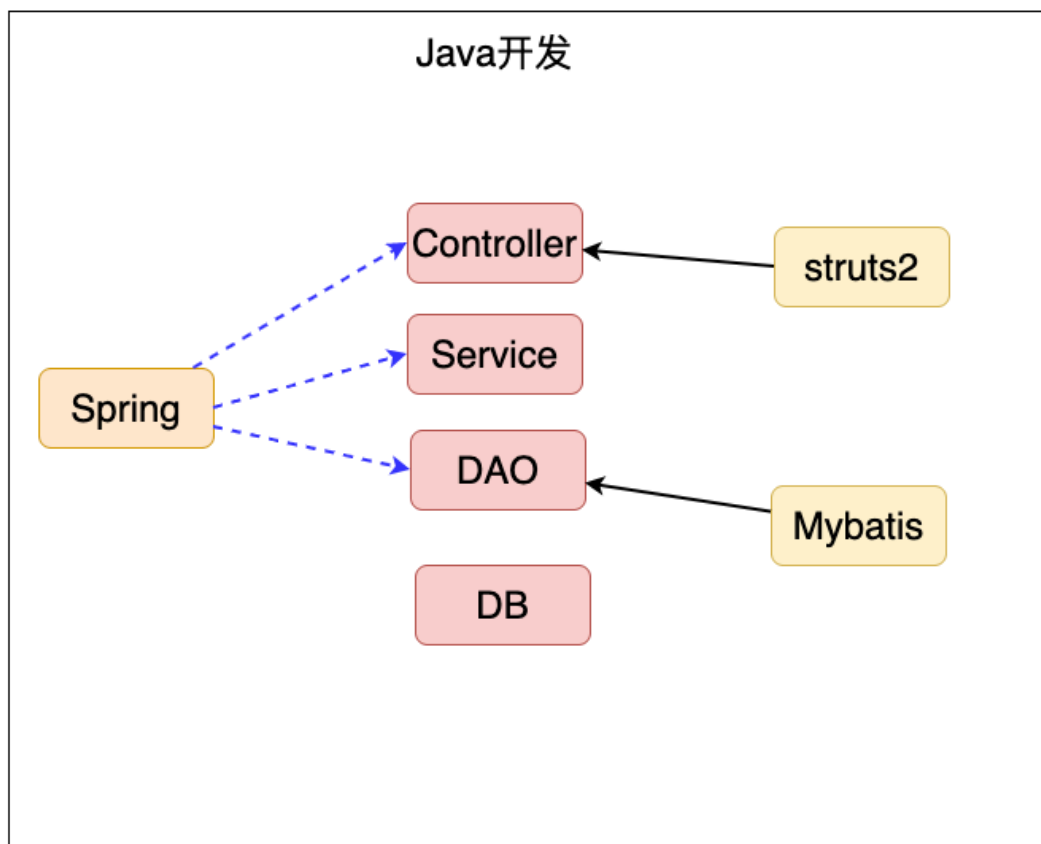 Java开发
Controller
struts2
Service
Spring
DAO
Mybatis
DB